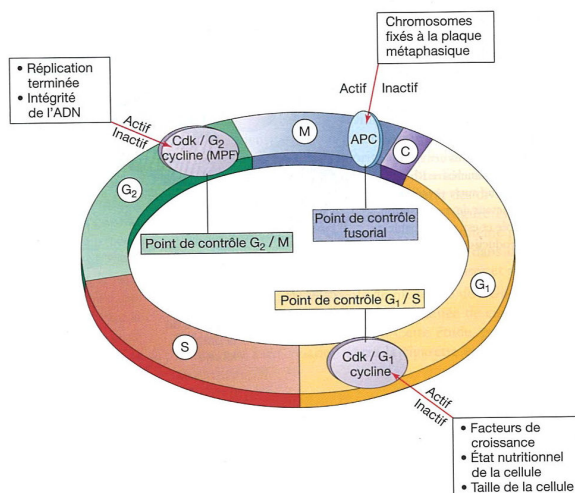 Chromosomes
fixés à la plaque
métaphasique
• Réplication
terminée
• Intégrité
de l'ADN
Actif
Inactif
Actif
Inactif
M
APC
C
Cdk / G2
cycline (MPF)
G2
Point de contrôle
fusorial
Point de contrôle G2 / M
G1
Point de contrôle G1 / S
S
Cdk / G1
cycline
Actif
Inactif
• Facteurs de
croissance
• État nutritionnel
de la cellule
• Taille de la cellule